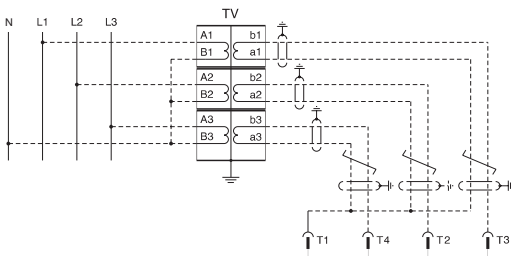 TV
N L1 L2 L3
A1 b1
B1 a1
A2 b2
B2 a2
A3 b3
B3 a3
T1 T4 T2 T3